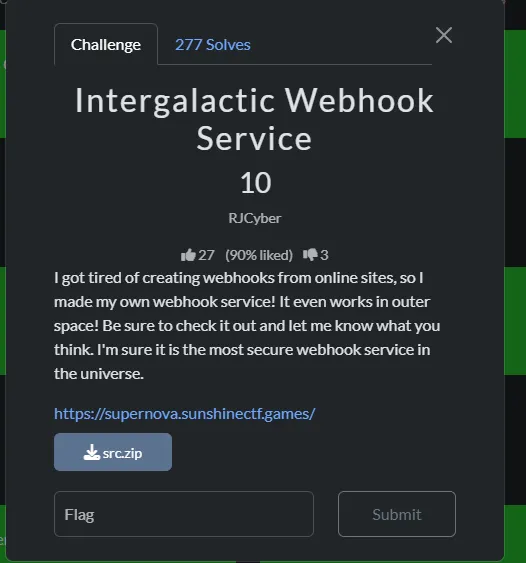 Challenge
277 Solves
Intergalactic Webhook
Service
10
RJCyber
27 (90% liked) 3
I got tired of creating webhooks from online sites, so I
made my own webhook service! It even works in outer
space! Be sure to check it out and let me know what you
think. I'm sure it is the most secure webhook service in
the universe.
https://supernova.sunshinectf.games/
src.zip
Flag
Submit